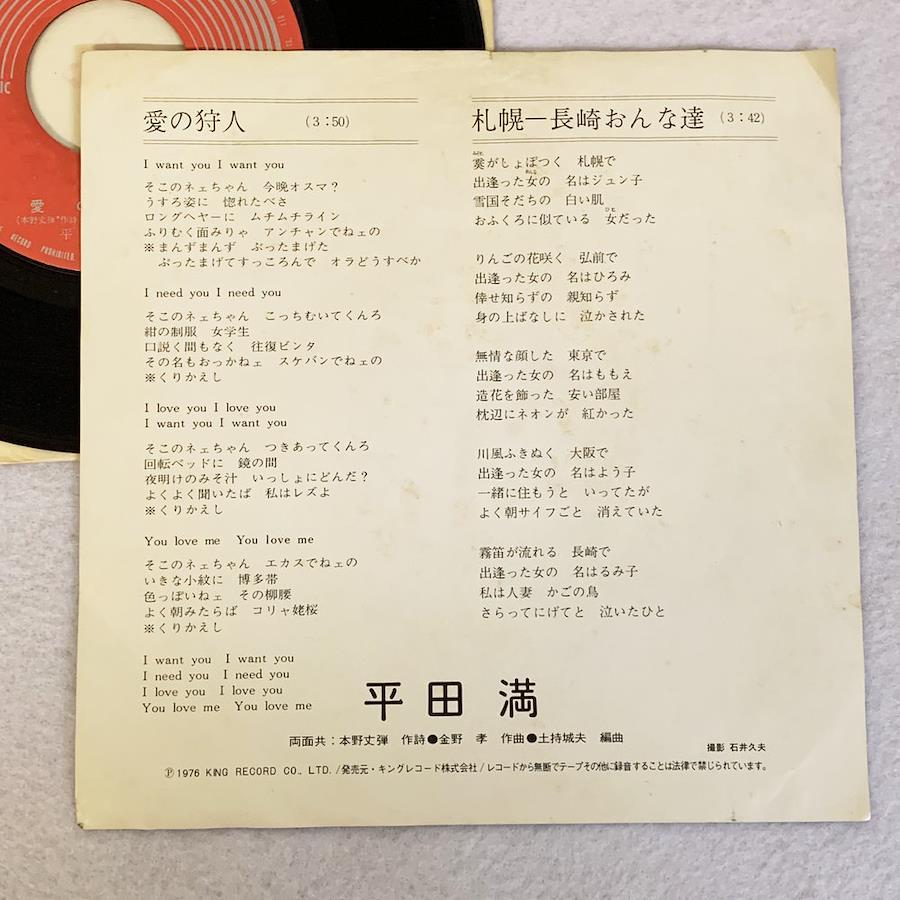 愛の狩人 (3:50)
I want you I want you
そこのネェちゃん 今晩オスマ?
うすろ姿に 惚れたべさ
ロングヘヤーに ムチムチライン
ふりむく面みりゃ アンチャンでねェの
※まんずまんず ぶったまげた
ぶったまげてすっころんで オラどうすべか
I need you I need you
そこのネェちゃん こっちむいてくんろ
紺の制服 女学生
口説く間もなく 往復ビンタ
その名もおっかねェ スケバンでねェの
※くりかえし
I love you I love you
I want you I want you
そこのネェちゃん つきあってくんろ
回転ベッドに 鏡の間
夜明けのみそ汁 いっしょにどんだ?
よくよく聞いたば 私はレズよ
※くりかえし
You love me You love me
そこのネェちゃん エカスでねェの
いきな小紋に 博多帯
色っぽいねェ その柳腰
よく朝みたらば コリャ姥桜
※くりかえし
I want you I want you
I need you I need you
I love you I love you
You love me You love me
札幌ー長崎おんな達 (3:42)
がしょぼつく 札幌で
出逢った女の 名はジュン子
雪国そだちの 白い肌
おふくろに似ている 女だった
りんごの花咲く 弘前で
出逢った女の 名はひろみ
倖せ知らずの 親知らず
身の上ばなしに 泣かされた
無情な顔した 東京で
出逢った女の 名はももえ
造花を飾った 安い部屋
枕辺にネオンが 紅かった
川風ふきぬく 大阪で
出逢った女の 名はよう子
一緒に住もうと いってたが
よく朝サイフごと 消えていた
霧笛が流れる 長崎で
出逢った女の 名はるみ子
私は人妻 かごの鳥
さらってにげてと 泣いたひと
平田 満
両面共:本野丈弾 作詩●金野 孝 作曲●土持城夫 編曲
撮影 石井久夫
Ⓟ1976 KING RECORD CO., LTD./発売元・キングレコード株式会社/レコードから無断でテープその他に録音することは法律で禁じられています。
愛
(本野丈弾・作詩
平
RECORD PROHIBITED.